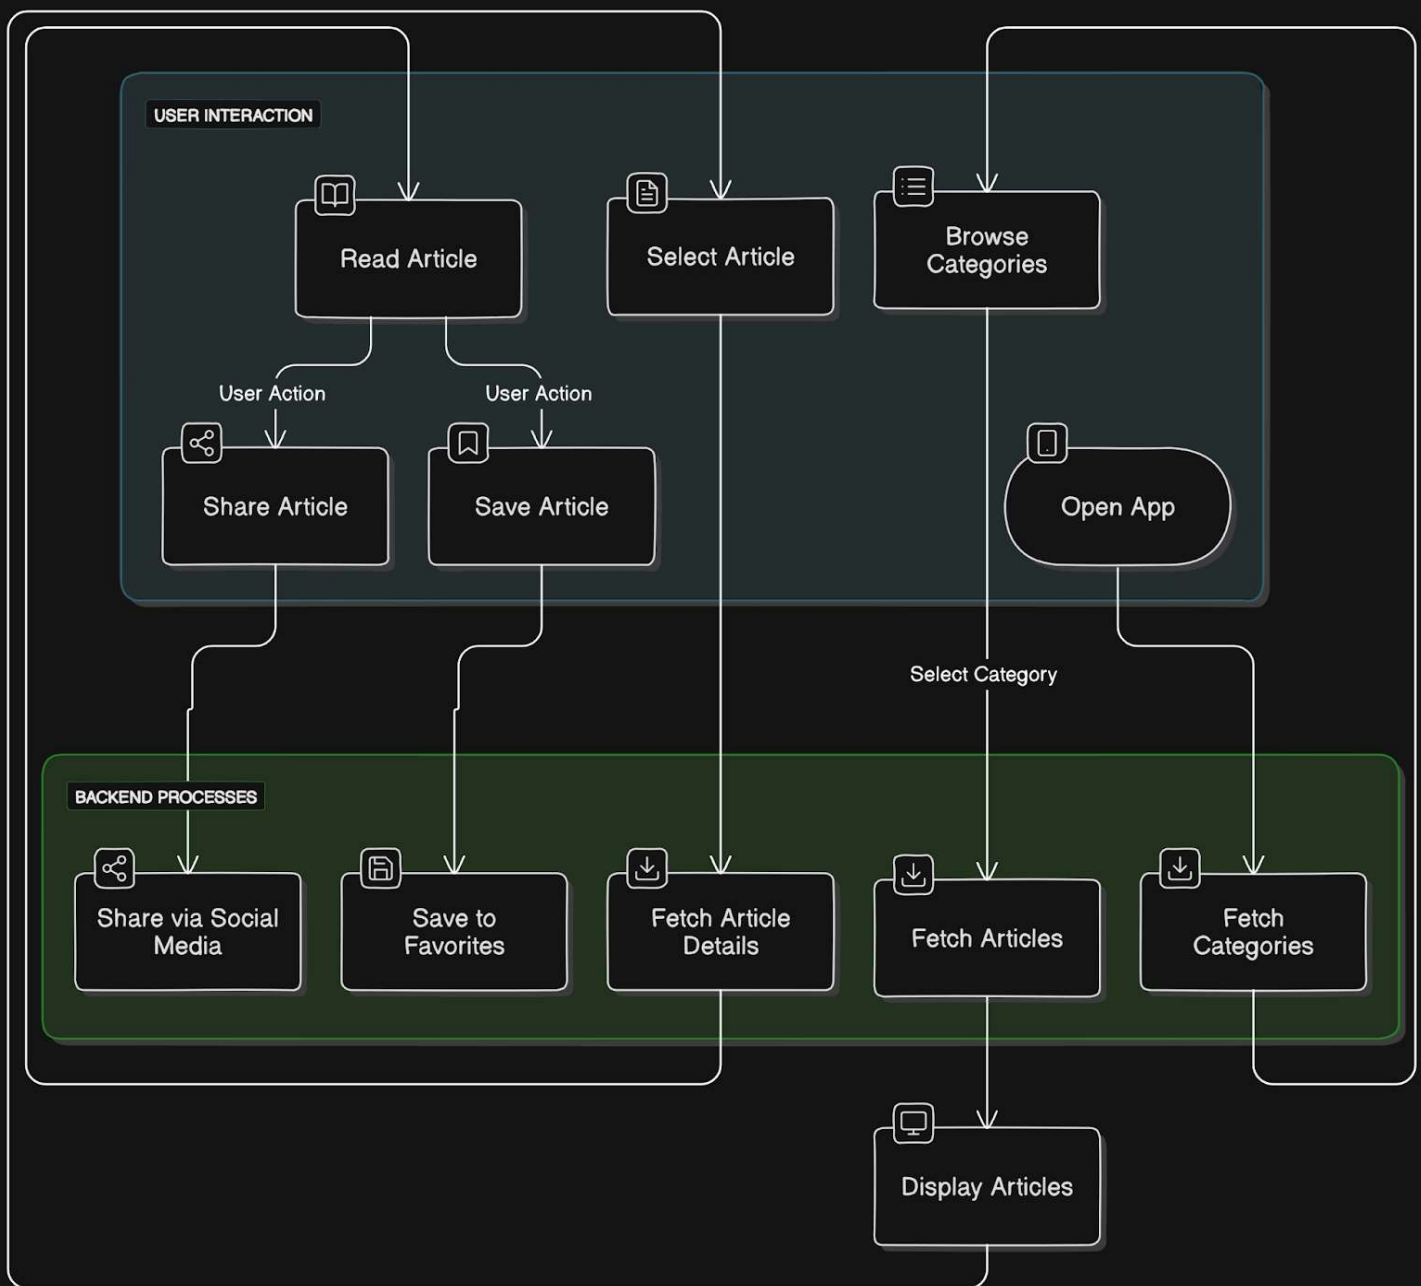 USER INTERACTION
Read Article
Select Article
Browse
Categories
User Action
User Action
Share Article
Save Article
Open App
Select Category
BACKEND PROCESSES
Share via Social
Media
Save to
Favorites
Fetch Article
Details
Fetch Articles
Fetch
Categories
Display Articles